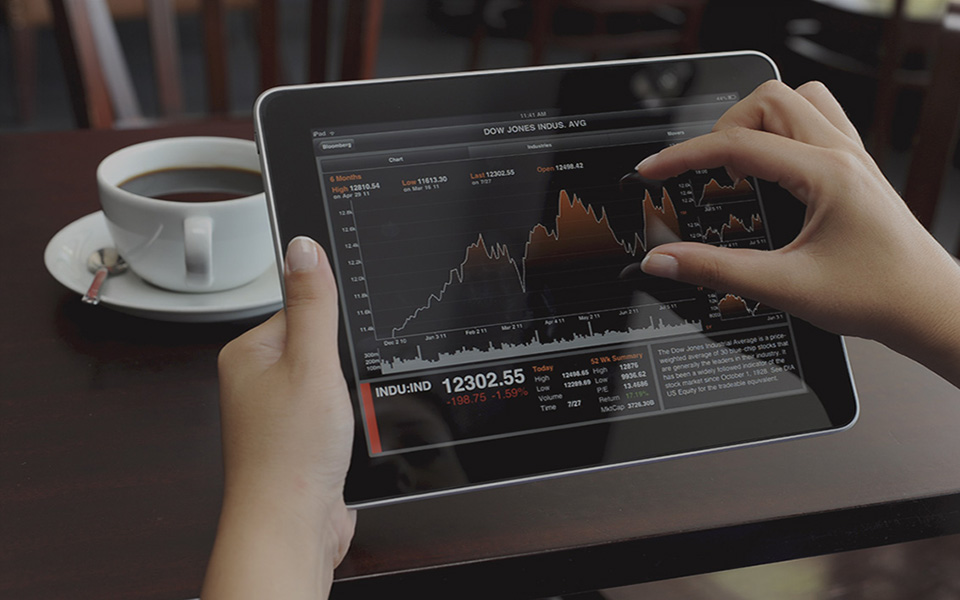 iPad 11:41 AM
Bloomberg DOW JONES INDUS. AVG
Chart Industries Movers
6 Months
High 12810.54 Low 11613.30 Last 12302.55 Open 12498.42
on Apr 29 11 on Mar 16 11 on 7/27
12.8k
12.6k
12.4k
12.2k
12.0k
11.8k
11.6k
11.4k
Dec 2 10 Jan 3 11 Feb 2 11 Mar 2 11 Apr 4 11 May 2 11 Jun 2 11
300m
200m
100m
INDU:IND 12302.55
-198.75 -1.59%
Today
High 12498.65
Low 12289.69
Volume
Time 7/27
52 Wk Summary
High 12876
Low 9936.62
P/E 13.4586
Return 17.19%
MktCap 3726.30B
The Dow Jones Industrial Average is a price-
weighted average of 30 blue-chip stocks that
are generally the leaders in their industry. It
has been a widely followed indicator of the
stock market since October 1, 1928. See DIA
US Equity for the tradeable equivalent.